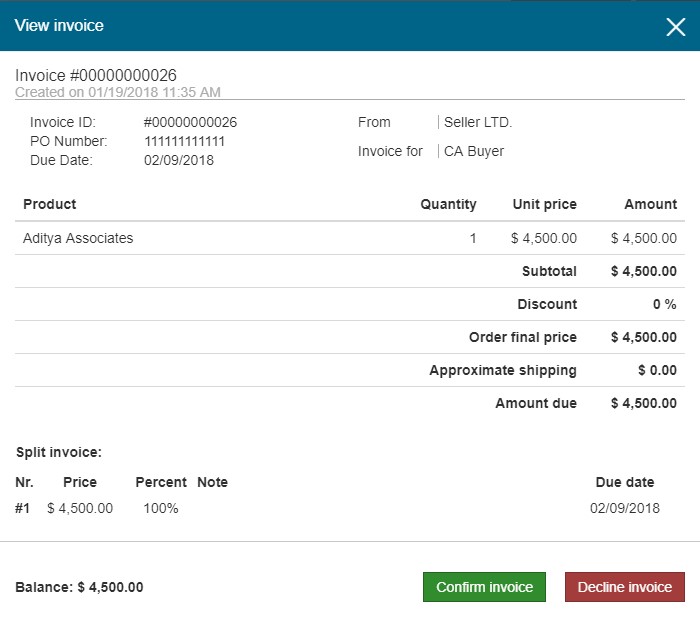 View invoice
Invoice #00000000026
Created on 01/19/2018 11:35 AM
Invoice ID: #00000000026 From Seller LTD.
PO Number: 111111111111
Due Date: 02/09/2018 Invoice for CA Buyer
Product Quantity Unit price Amount
Aditya Associates 1 $ 4,500.00 $ 4,500.00
Subtotal $ 4,500.00
Discount 0 %
Order final price $ 4,500.00
Approximate shipping $ 0.00
Amount due $ 4,500.00
Split invoice:
Nr. Price Percent Note Due date
#1 $ 4,500.00 100% 02/09/2018
Balance: $ 4,500.00 Confirm invoice Decline invoice